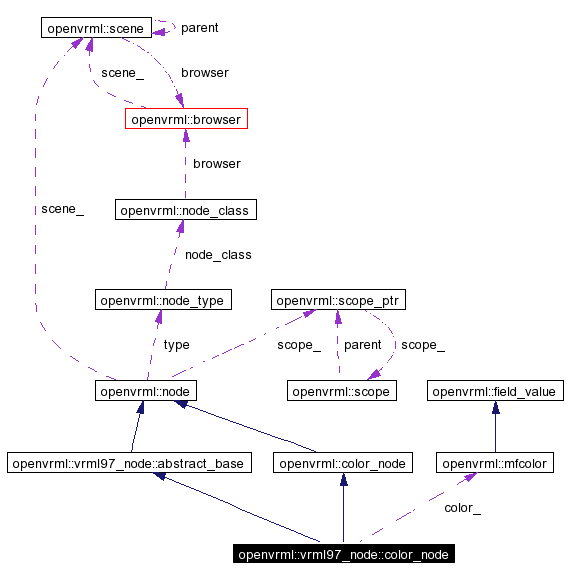 openvrml::scene
parent
scene_
browser
openvrml::browser
browser
scene_
openvrml::node_class
node_class
openvrml::node_type
openvrml::scope_ptr
type
scope_
parent
scope_
openvrml::node
openvrml::scope
openvrml::field_value
openvrml::vrml97_node::abstract_base
openvrml::color_node
openvrml::mfcolor
color_
openvrml::vrml97_node::color_node